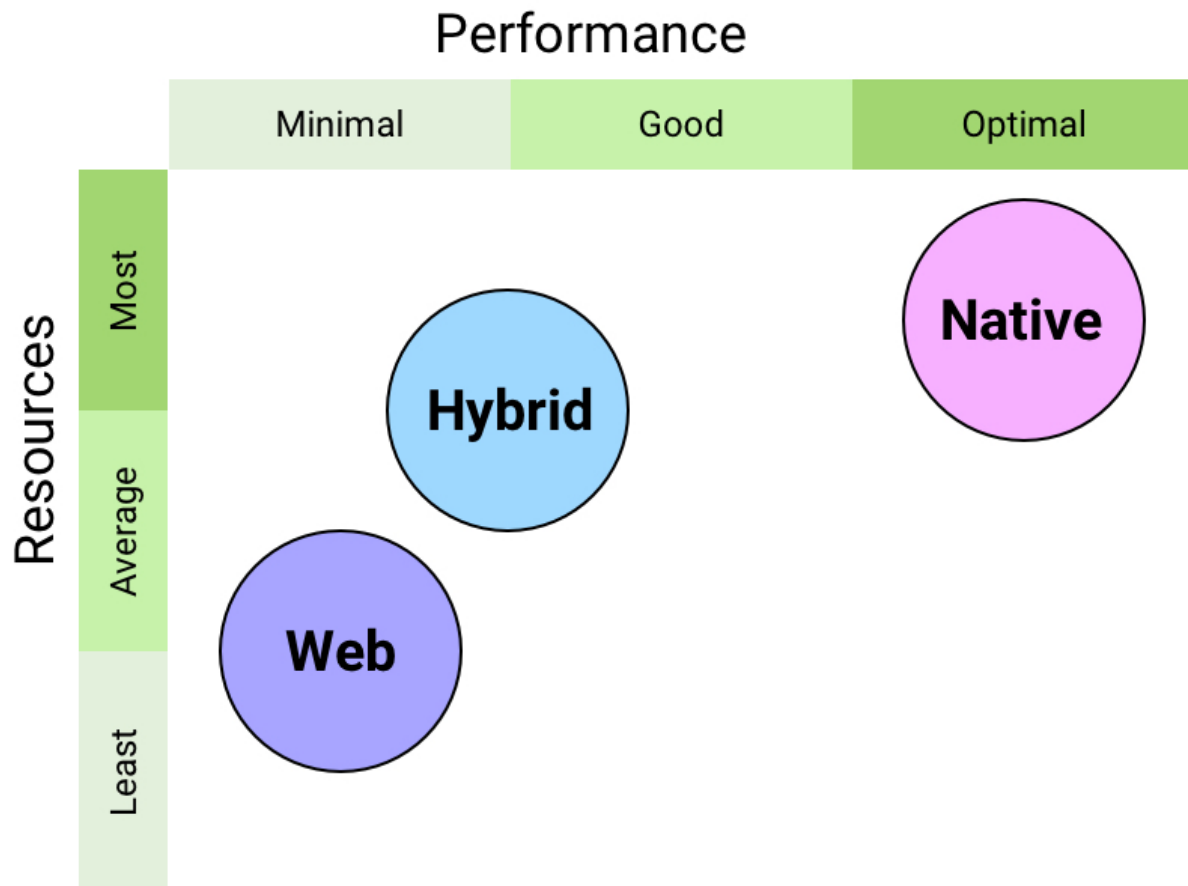 Performance
Minimal
Good
Optimal
Resources
Most
Average
Least
Native
Hybrid
Web